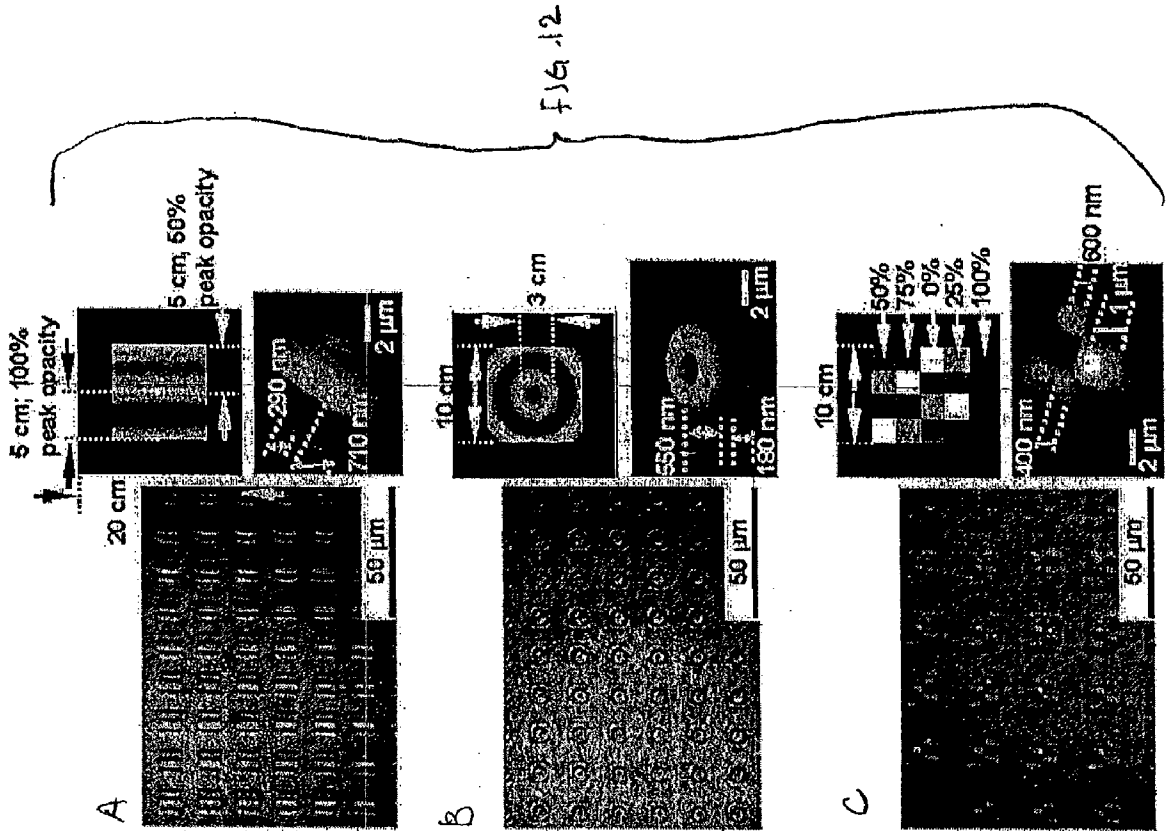 A
5 cm; 100%
peak opacity
20 cm
5 cm; 50%
peak opacity
50 µm
290 nm
710 nm
2 µm
B
10 cm
3 cm
50 µm
550 nm
180 nm
2 µm
C
10 cm
50%
75%
0%
25%
100%
50 µm
400 nm
600 nm
1 µm
2 µm
FIG. 12